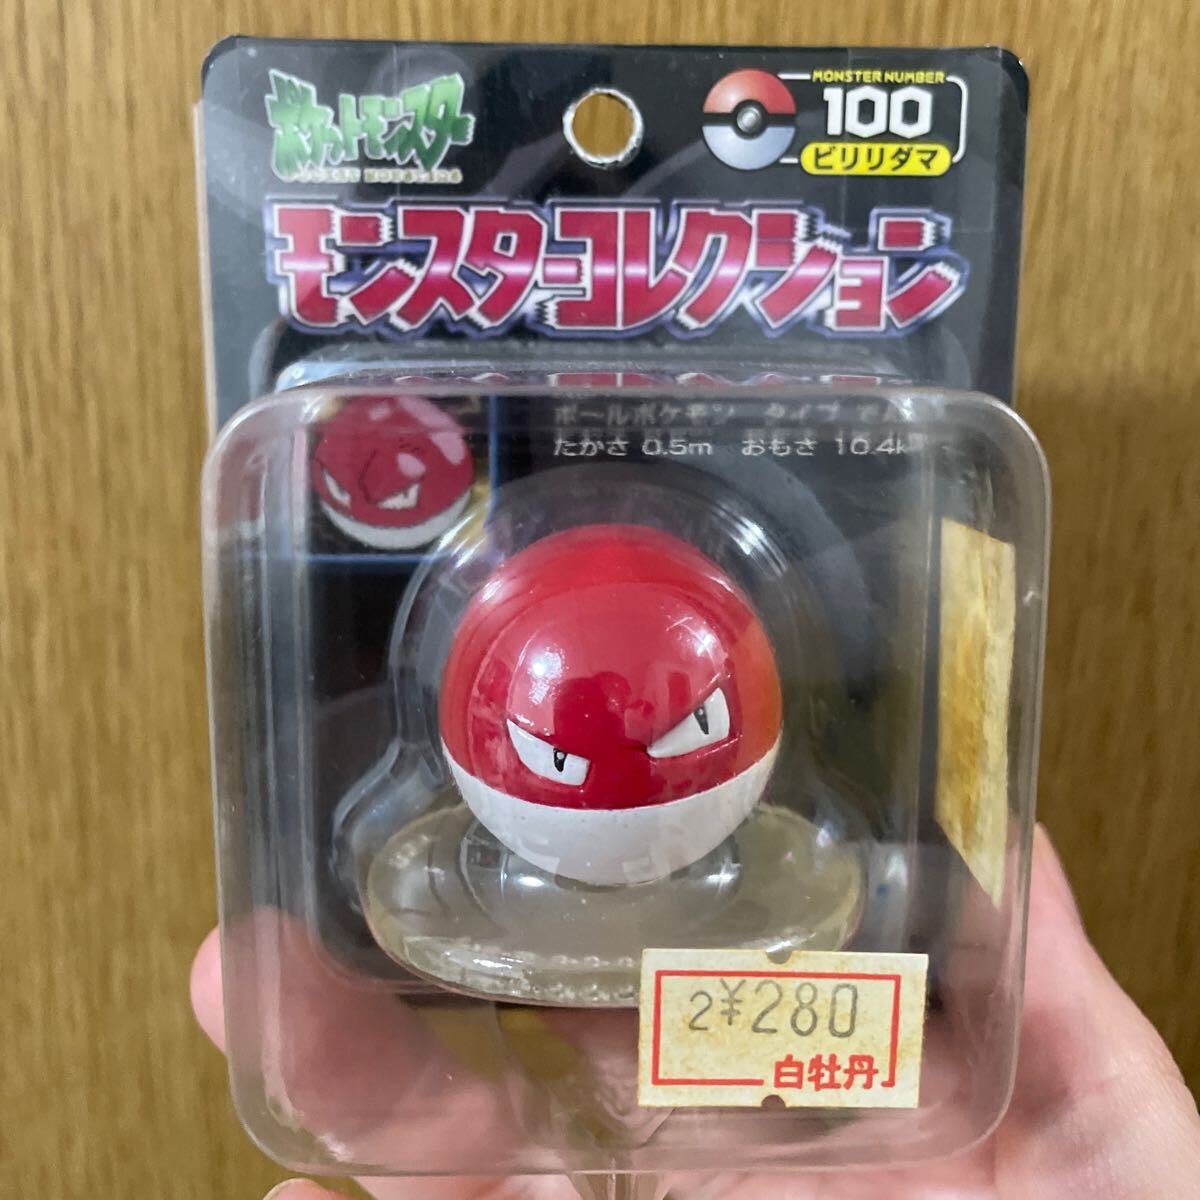 ポケットモンスター
POCKET MONSTERS
MONSTER NUMBER
100
ビリリダマ
モンスターコレクション
ボールポケモン タイプ でん
たかさ 0.5m おもさ 10.4k
2¥280
白牡丹